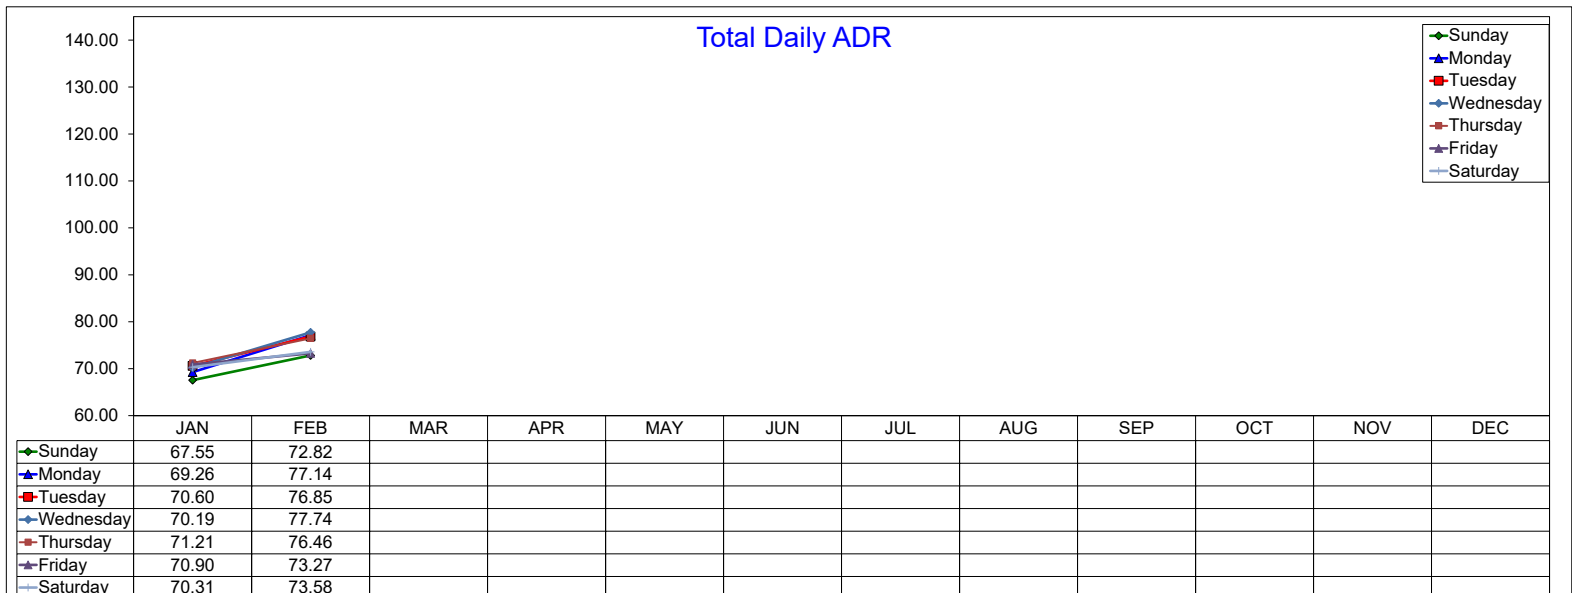 Total Daily ADR
140.00
130.00
120.00
110.00
100.00
90.00
80.00
70.00
60.00
Sunday
Monday
Tuesday
Wednesday
Thursday
Friday
Saturday
JAN FEB MAR APR MAY JUN JUL AUG SEP OCT NOV DEC
Sunday 67.55 72.82
Monday 69.26 77.14
Tuesday 70.60 76.85
Wednesday 70.19 77.74
Thursday 71.21 76.46
Friday 70.90 73.27
Saturday 70.31 73.58